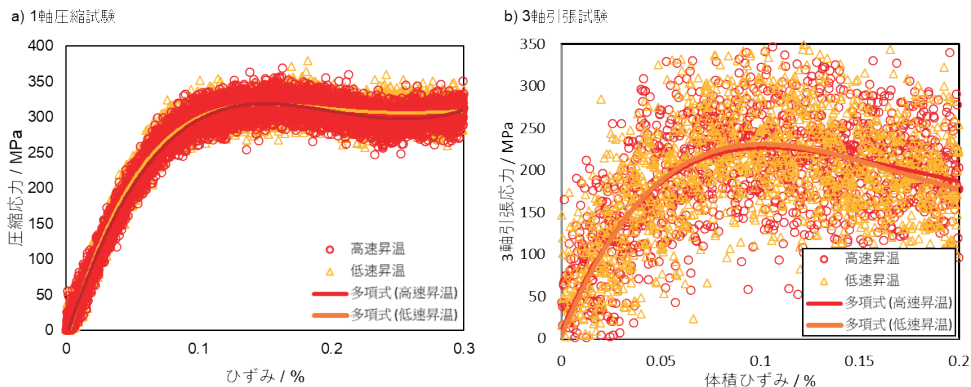 a) 1軸圧縮試験
400
350
300
250
200
150
100
50
0
圧縮応力 / MPa
0
0.1
0.2
0.3
ひずみ / %
高速昇温
低速昇温
多項式 (高速昇温)
多項式 (低速昇温)
b) 3軸引張試験
350
300
250
200
150
100
50
0
3軸引張応力 / MPa
0
0.05
0.1
0.15
0.2
体積ひずみ / %
高速昇温
低速昇温
多項式 (高速昇温)
多項式 (低速昇温)